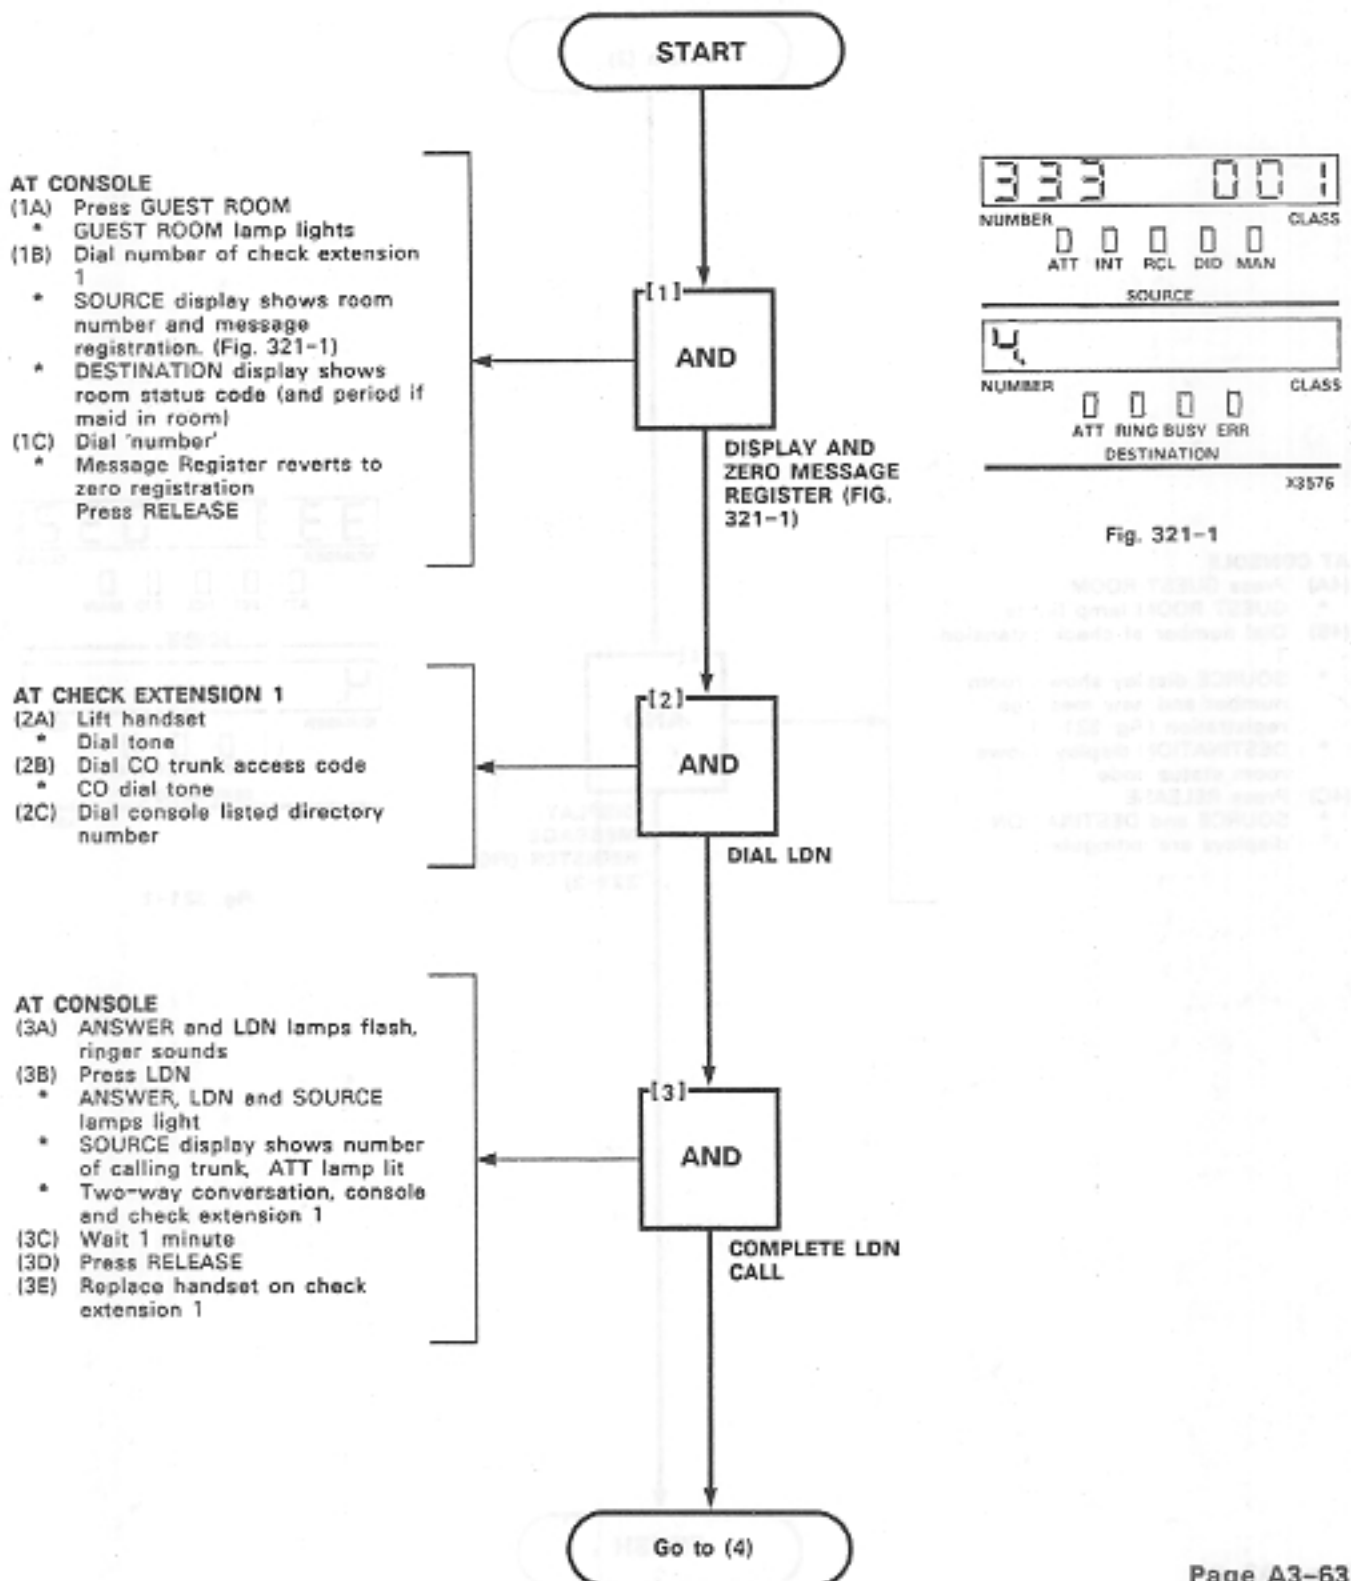 START
AT CONSOLE
(1A) Press GUEST ROOM
* GUEST ROOM lamp lights
(1B) Dial number of check extension
1
* SOURCE display shows room
number and message
registration. (Fig. 321-1)
* DESTINATION display shows
room status code (and period if
maid in room)
(1C) Dial 'number'
* Message Register reverts to
zero registration
Press RELEASE
[1]
AND
DISPLAY AND
ZERO MESSAGE
REGISTER (FIG.
321-1)
333 001
NUMBER CLASS
ATT INT RCL DID MAN
SOURCE
4.
NUMBER CLASS
ATT RING BUSY ERR
DESTINATION
X3576
Fig. 321-1
AT CHECK EXTENSION 1
(2A) Lift handset
* Dial tone
(2B) Dial CO trunk access code
* CO dial tone
(2C) Dial console listed directory
number
[2]
AND
DIAL LDN
AT CONSOLE
(3A) ANSWER and LDN lamps flash,
ringer sounds
(3B) Press LDN
* ANSWER, LDN and SOURCE
lamps light
* SOURCE display shows number
of calling trunk, ATT lamp lit
* Two-way conversation, console
and check extension 1
(3C) Wait 1 minute
(3D) Press RELEASE
(3E) Replace handset on check
extension 1
[3]
AND
COMPLETE LDN
CALL
Go to (4)
Page A3-63